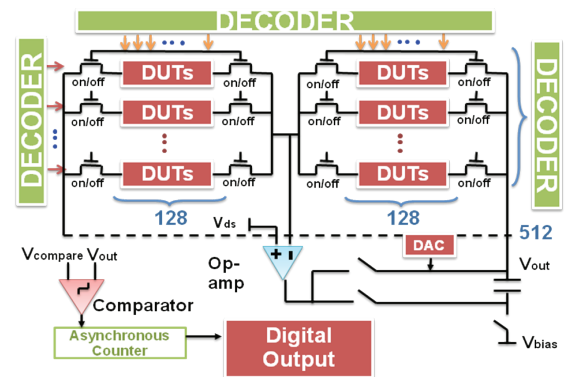 DECODER
DECODER
DUTs
on/off
on/off
DUTs
on/off
on/off
DUTs
on/off
on/off
128
DUTs
on/off
on/off
DUTs
on/off
on/off
DUTs
on/off
on/off
128
DECODER
512
Vds
Op-
amp
DAC
Vout
Vbias
Vcompare Vout
Comparator
Asynchronous
Counter
Digital
Output